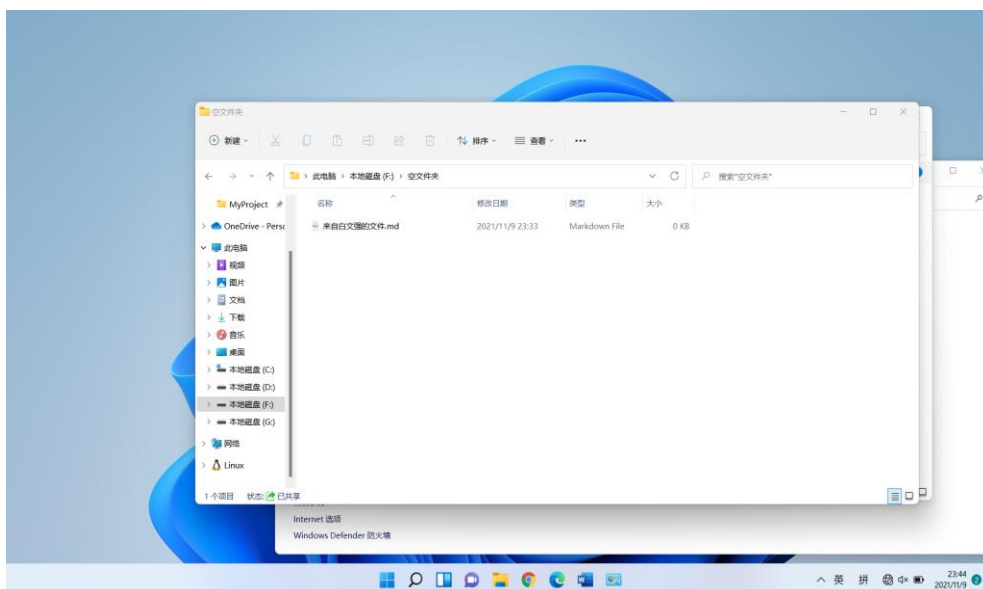 空文件夹
新建 排序 查看 •••
此电脑 › 本地磁盘 (F:) › 空文件夹 搜索"空文件夹"
名称 修改日期 类型 大小
来自白文强的文件.md 2021/11/9 23:33 Markdown File 0 KB
MyProject
OneDrive - Perso
此电脑
视频
图片
文档
下载
音乐
桌面
本地磁盘 (C:)
本地磁盘 (D:)
本地磁盘 (F:)
本地磁盘 (G:)
网络
Linux
1 个项目 状态: 已共享
Internet 选项
Windows Defender 防火墙
英 拼 23:44
2021/11/9 2